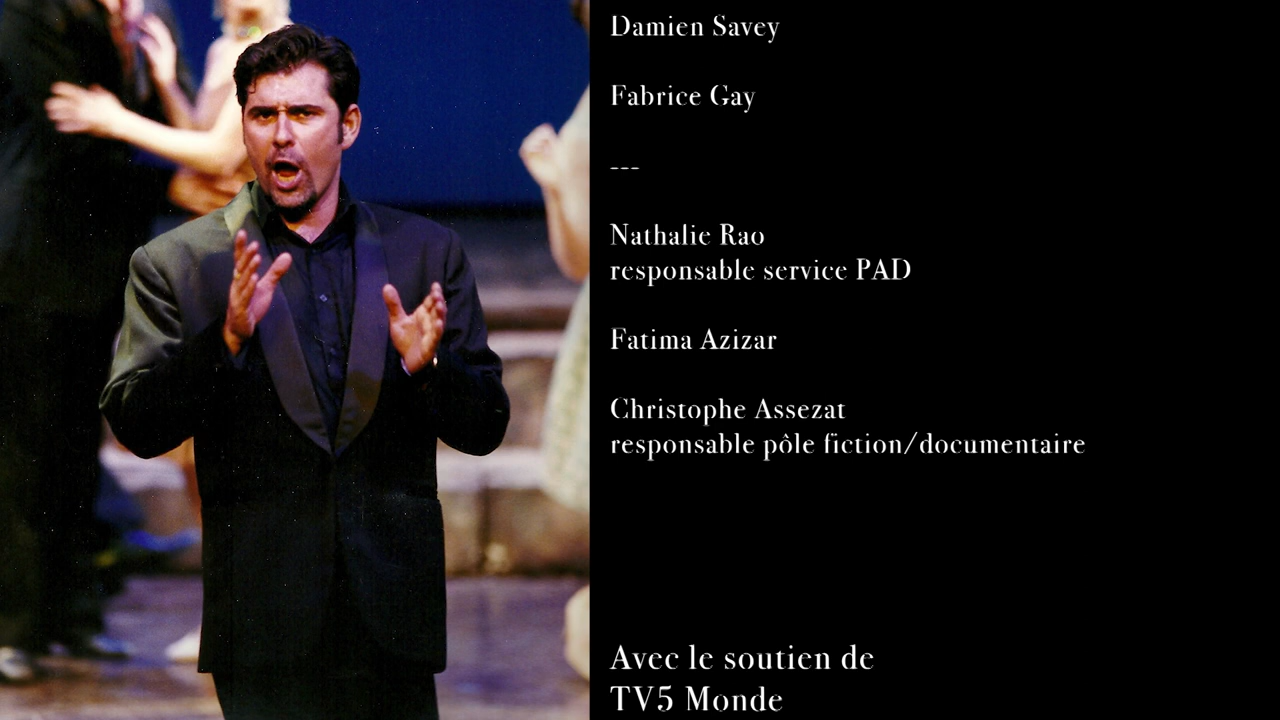 Damien Savey
Fabrice Gay
---
Nathalie Rao
responsable service PAD
Fatima Azizar
Christophe Assezat
responsable pôle fiction/documentaire
Avec le soutien de
TV5 Monde